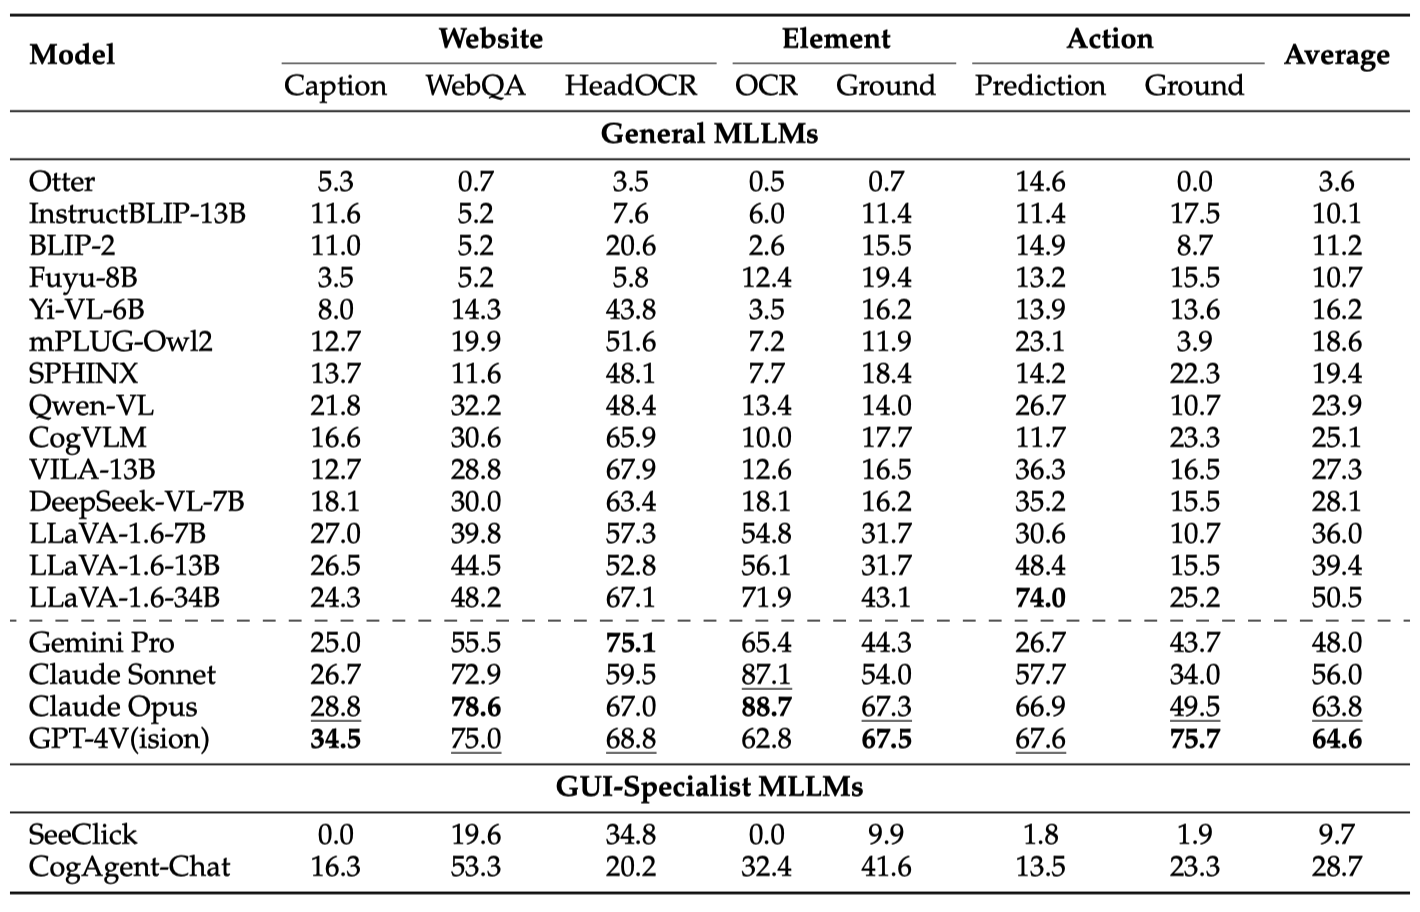 Model Website Element Action Average
Caption WebQA HeadOCR OCR Ground Prediction Ground
General MLLMs
Otter 5.3 0.7 3.5 0.5 0.7 14.6 0.0 3.6
InstructBLIP-13B 11.6 5.2 7.6 6.0 11.4 11.4 17.5 10.1
BLIP-2 11.0 5.2 20.6 2.6 15.5 14.9 8.7 11.2
Fuyu-8B 3.5 5.2 5.8 12.4 19.4 13.2 15.5 10.7
Yi-VL-6B 8.0 14.3 43.8 3.5 16.2 13.9 13.6 16.2
mPLUG-Owl2 12.7 19.9 51.6 7.2 11.9 23.1 3.9 18.6
SPHINX 13.7 11.6 48.1 7.7 18.4 14.2 22.3 19.4
Qwen-VL 21.8 32.2 48.4 13.4 14.0 26.7 10.7 23.9
CogVLM 16.6 30.6 65.9 10.0 17.7 11.7 23.3 25.1
VILA-13B 12.7 28.8 67.9 12.6 16.5 36.3 16.5 27.3
DeepSeek-VL-7B 18.1 30.0 63.4 18.1 16.2 35.2 15.5 28.1
LLaVA-1.6-7B 27.0 39.8 57.3 54.8 31.7 30.6 10.7 36.0
LLaVA-1.6-13B 26.5 44.5 52.8 56.1 31.7 48.4 15.5 39.4
LLaVA-1.6-34B 24.3 48.2 67.1 71.9 43.1 74.0 25.2 50.5
Gemini Pro 25.0 55.5 75.1 65.4 44.3 26.7 43.7 48.0
Claude Sonnet 26.7 72.9 59.5 87.1 54.0 57.7 34.0 56.0
Claude Opus 28.8 78.6 67.0 88.7 67.3 66.9 49.5 63.8
GPT-4V(ision) 34.5 75.0 68.8 62.8 67.5 67.6 75.7 64.6
GUI-Specialist MLLMs
SeeClick 0.0 19.6 34.8 0.0 9.9 1.8 1.9 9.7
CogAgent-Chat 16.3 53.3 20.2 32.4 41.6 13.5 23.3 28.7